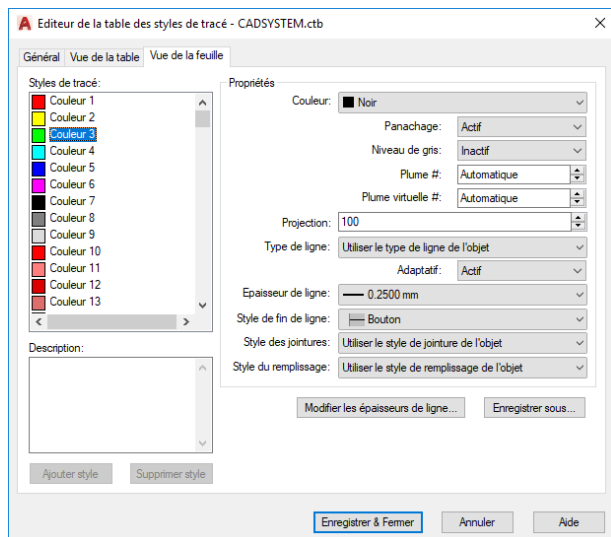 Editeur de la table des styles de tracé - CADSYSTEM.ctb
Général Vue de la table Vue de la feuille
Styles de tracé:
Couleur 1
Couleur 2
Couleur 3
Couleur 4
Couleur 5
Couleur 6
Couleur 7
Couleur 8
Couleur 9
Couleur 10
Couleur 11
Couleur 12
Couleur 13
Description:
Ajouter style Supprimer style
Propriétés
Couleur: Noir
Panachage: Actif
Niveau de gris: Inactif
Plume #: Automatique
Plume virtuelle #: Automatique
Projection: 100
Type de ligne: Utiliser le type de ligne de l'objet
Adaptatif: Actif
Epaisseur de ligne: 0.2500 mm
Style de fin de ligne: Bouton
Style des jointures: Utiliser le style de jointure de l'objet
Style du remplissage: Utiliser le style de remplissage de l'objet
Modifier les épaisseurs de ligne... Enregistrer sous...
Enregistrer & Fermer Annuler Aide